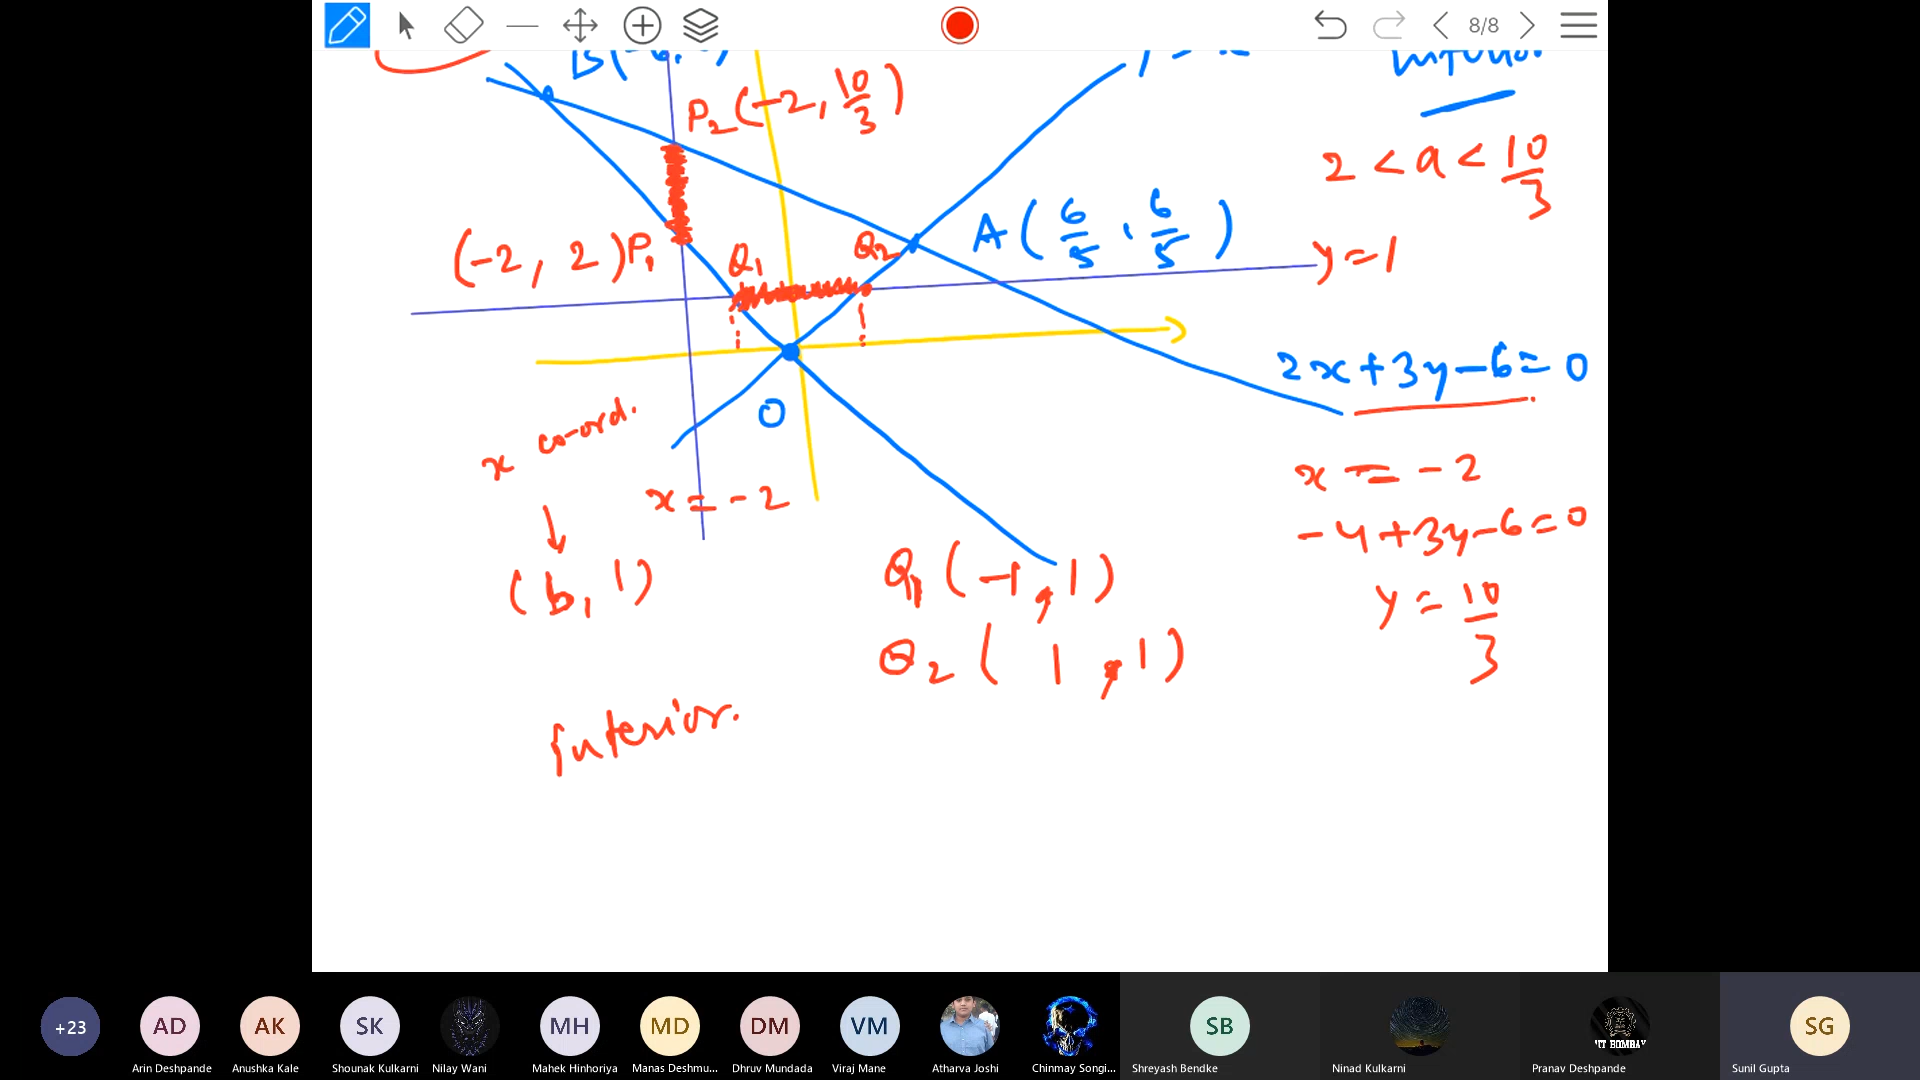 8/8
P₂(-2, 10/3)
2 < a < 10/3
(-2, 2)P₁
Q₁
Q₂
A(6/5, 6/5)
y=1
2x+3y-6=0
O
x co-ord.
x = -2
x = -2
-4+3y-6=0
(b, 1)
Q₁(-1, 1)
y = 10/3
Q₂(1, 1)
interior.
+23
AD
AK
SK
MH
MD
DM
VM
SB
SG
Arin Deshpande
Anushka Kale
Shounak Kulkarni
Nilay Wani
Mahek Hinhoriya
Manas Deshmu...
Dhruv Mundada
Viraj Mane
Atharva Joshi
Chinmay Songi...
Shreyash Bendke
Ninad Kulkarni
Pranav Deshpande
Sunil Gupta